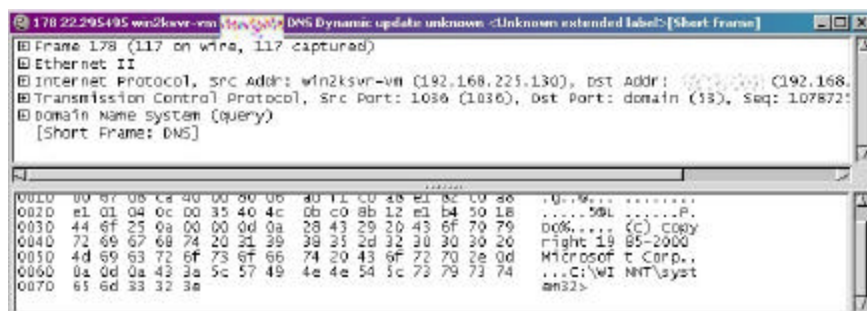 178 22.295495 win2ksvr-vm DNS Dynamic update unknown <Unknown extended label>[Short Frame]
Frame 178 (117 on wire, 117 captured)
Ethernet II
Internet Protocol, Src Addr: win2ksvr-vm (192.168.225.130), Dst Addr: (192.168.
Transmission Control Protocol, Src Port: 1036 (1036), Dst Port: domain (53), Seq: 107872
Domain Name System (query)
[Short Frame: DNS]
0020 e1 01 04 0c 00 35 40 4c 0b c0 8b 12 e1 b4 50 18 .....5@L ......P.
0030 44 6f 25 0a 00 00 0d 0a 28 43 29 20 43 6f 70 79 Do%..... (C) Copy
0040 72 69 67 68 74 20 31 39 38 35 2d 32 30 30 30 20 right 19 85-2000
0050 4d 69 63 72 6f 73 6f 66 74 20 43 6f 72 70 2e 0d Microsof t Corp..
0060 0a 0d 0a 43 3a 5c 57 49 4e 4e 54 5c 73 79 73 74 ...C:\WI NNT\syst
0070 65 6d 33 32 3e em32>